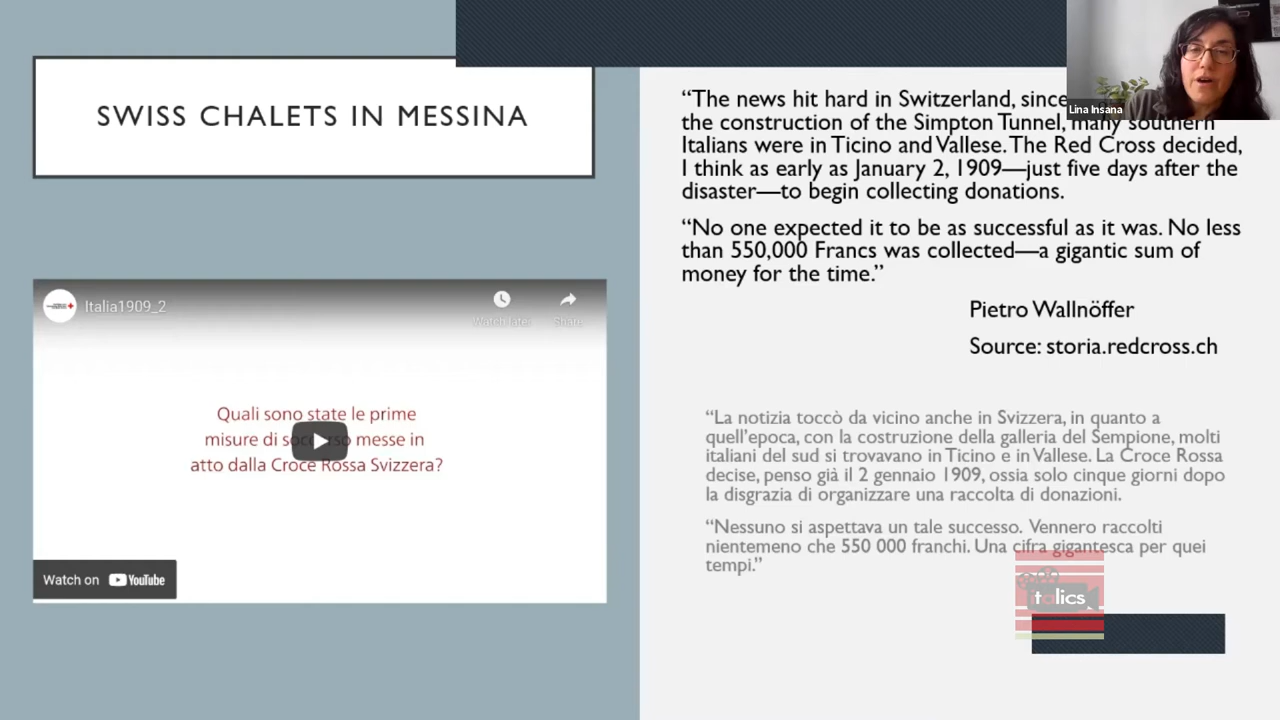 SWISS CHALETS IN MESSINA
Italia1909_2
Watch later
Share
Quali sono state le prime
misure di soccorso messe in
atto dalla Croce Rossa Svizzera?
Watch on YouTube
Lina Insana
“The news hit hard in Switzerland, since
the construction of the Simpton Tunnel, many southern
Italians were in Ticino and Vallese. The Red Cross decided,
I think as early as January 2, 1909—just five days after the
disaster—to begin collecting donations.
“No one expected it to be as successful as it was. No less
than 550,000 Francs was collected—a gigantic sum of
money for the time.”
Pietro Wallnöffer
Source: storia.redcross.ch
“La notizia toccò da vicino anche in Svizzera, in quanto a
quell’epoca, con la costruzione della galleria del Sempione, molti
italiani del sud si trovavano in Ticino e in Vallese. La Croce Rossa
decise, penso già il 2 gennaio 1909, ossia solo cinque giorni dopo
la disgrazia di organizzare una raccolta di donazioni.
“Nessuno si aspettava un tale successo. Vennero raccolti
nientemeno che 550 000 franchi. Una cifra gigantesca per quei
tempi.”
italics